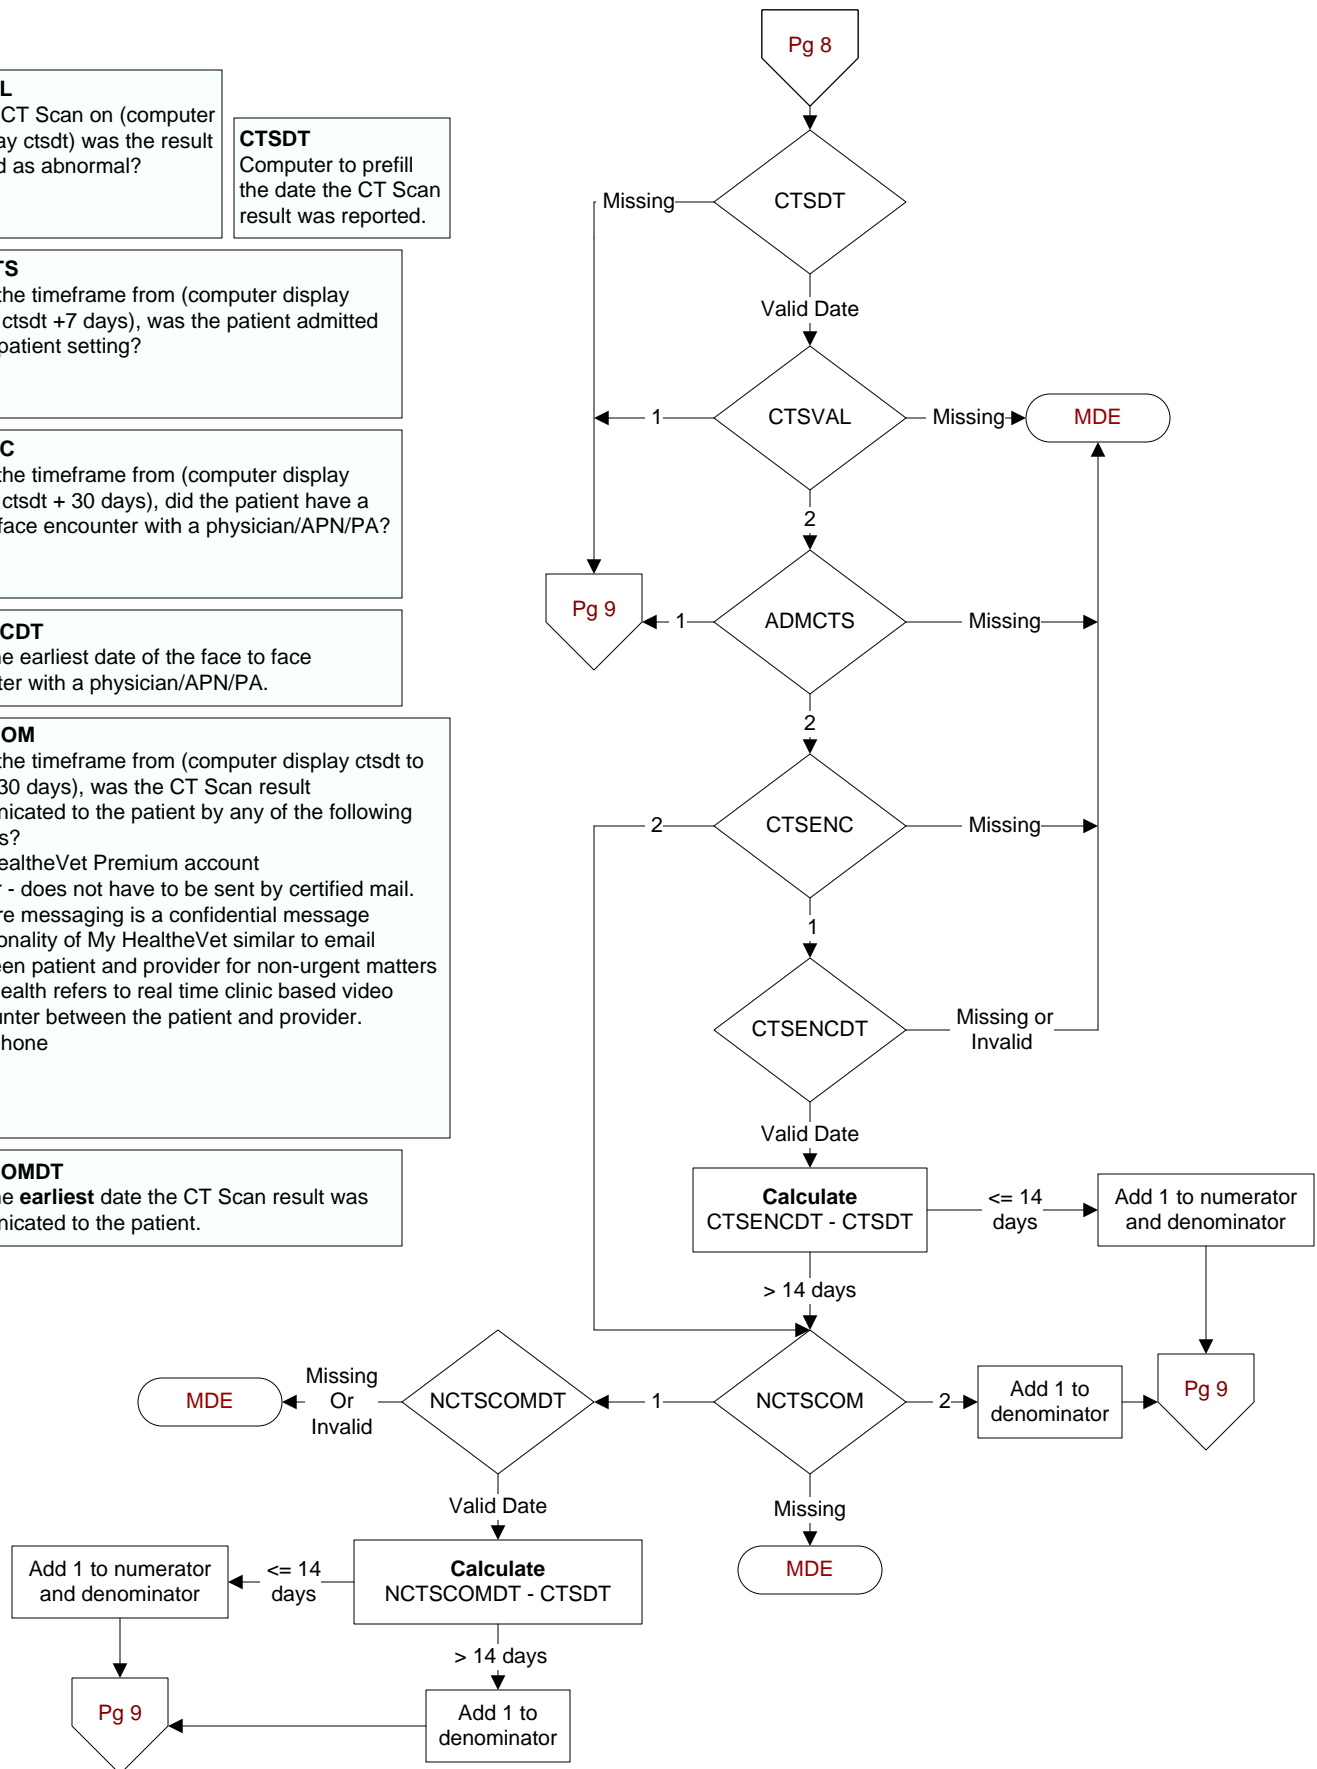 Pg 8
L
CT Scan on (computer
ay ctsdt) was the result
d as abnormal?
CTSDT
Computer to prefill
the date the CT Scan
result was reported.
TS
the timeframe from (computer display
ctsdt +7 days), was the patient admitted
patient setting?
C
the timeframe from (computer display
ctsdt + 30 days), did the patient have a
face encounter with a physician/APN/PA?
CDT
ne earliest date of the face to face
ter with a physician/APN/PA.
OM
the timeframe from (computer display ctsdt to
30 days), was the CT Scan result
nicated to the patient by any of the following
s?
ealtheVet Premium account
r - does not have to be sent by certified mail.
re messaging is a confidential message
onality of My HealtheVet similar to email
een patient and provider for non-urgent matters
ealth refers to real time clinic based video
unter between the patient and provider.
hone
OMDT
ne earliest date the CT Scan result was
nicated to the patient.
Missing
CTSDT
Valid Date
1
CTSVAL
Missing
MDE
2
Pg 9
1
ADMCTS
Missing
2
2
CTSENC
Missing
1
CTSENCDT
Missing or
Invalid
Valid Date
Calculate
CTSENCDT - CTSDT
<= 14
days
Add 1 to numerator
and denominator
> 14 days
MDE
Missing
Or
Invalid
NCTSCOMDT
1
NCTSCOM
2
Add 1 to
denominator
Pg 9
Valid Date
Missing
MDE
Add 1 to numerator
and denominator
<= 14
days
Calculate
NCTSCOMDT - CTSDT
> 14 days
Pg 9
Add 1 to
denominator